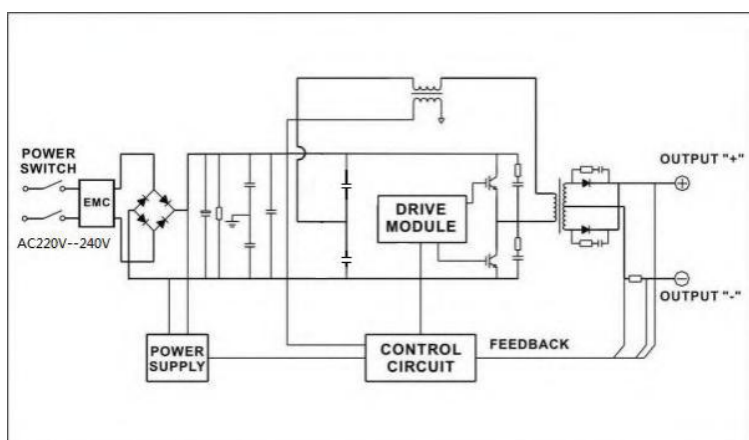 POWER
SWITCH
EMC
AC220V--240V
DRIVE
MODULE
OUTPUT "+"
OUTPUT "-"
POWER
SUPPLY
CONTROL
CIRCUIT
FEEDBACK